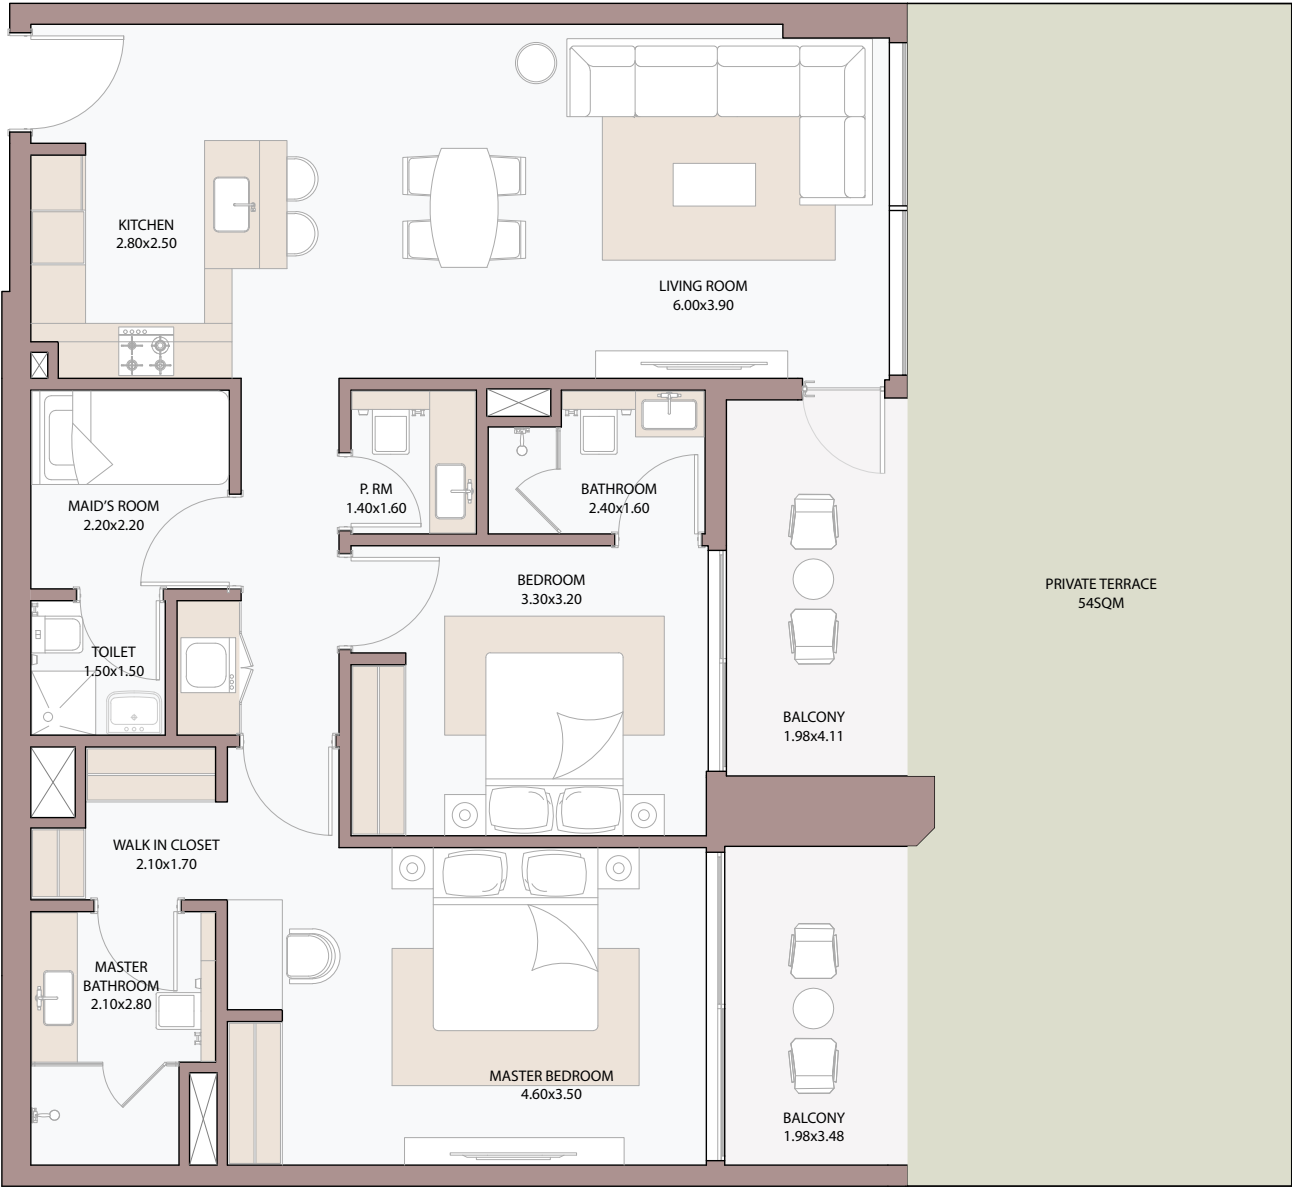 KITCHEN
2.80x2.50
LIVING ROOM
6.00x3.90
MAID'S ROOM
2.20x2.20
P. RM
1.40x1.60
BATHROOM
2.40x1.60
BEDROOM
3.30x3.20
PRIVATE TERRACE
54SQM
TOILET
1.50x1.50
BALCONY
1.98x4.11
WALK IN CLOSET
2.10x1.70
MASTER
BATHROOM
2.10x2.80
MASTER BEDROOM
4.60x3.50
BALCONY
1.98x3.48